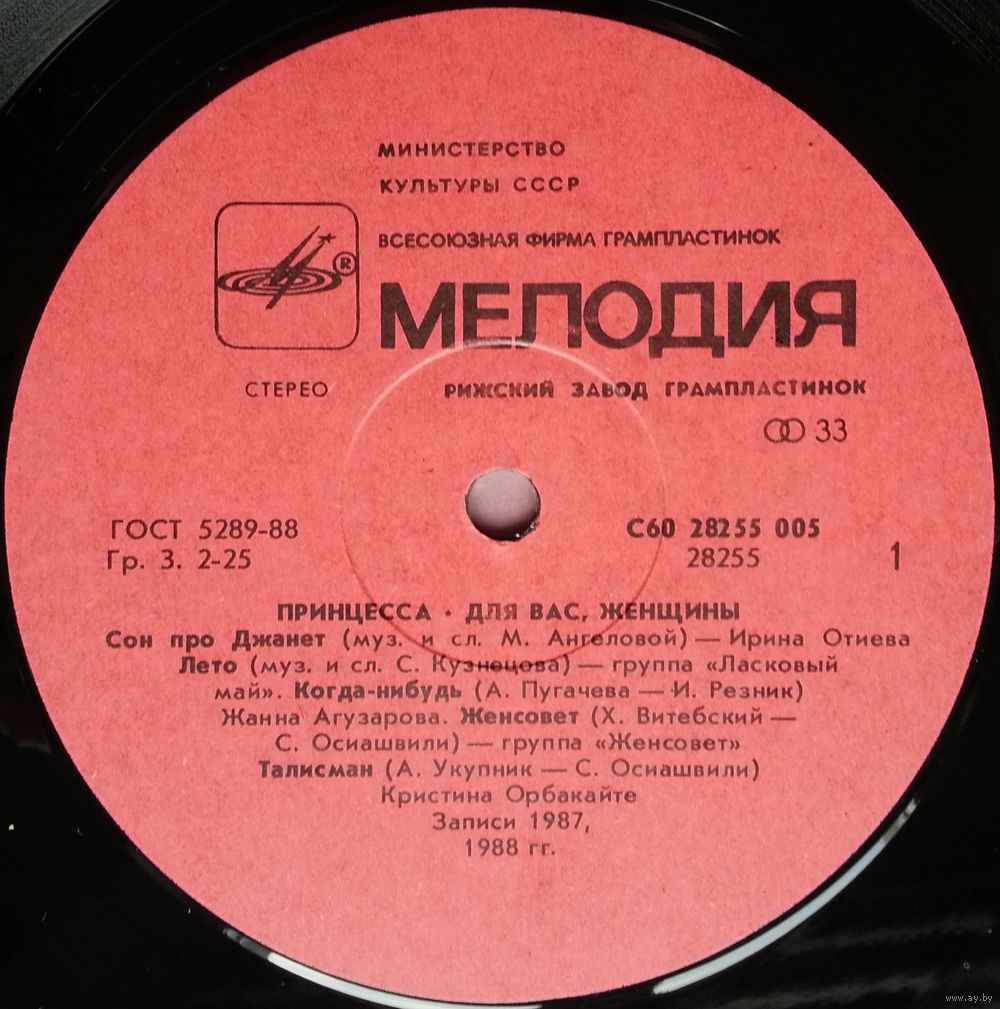 МИНИСТЕРСТВО
КУЛЬТУРЫ СССР
ВСЕСОЮЗНАЯ ФИРМА ГРАМПЛАСТИНОК
®
МЕЛОДИЯ
СТЕРЕО
РИЖСКИЙ ЗАВОД ГРАМПЛАСТИНОК
33
ГОСТ 5289-88
Гр. 3. 2-25
С60 28255 005
28255
1
ПРИНЦЕССА · ДЛЯ ВАС, ЖЕНЩИНЫ
Сон про Джанет (муз. и сл. М. Ангеловой) — Ирина Отиева
Лето (муз. и сл. С. Кузнецова) — группа «Ласковый
май». Когда-нибудь (А. Пугачева — И. Резник)
Жанна Агузарова. Женсовет (Х. Витебский —
С. Осиашвили) — группа «Женсовет»
Талисман (А. Укупник — С. Осиашвили)
Кристина Орбакайте
Записи 1987,
1988 гг.
www.ay.by